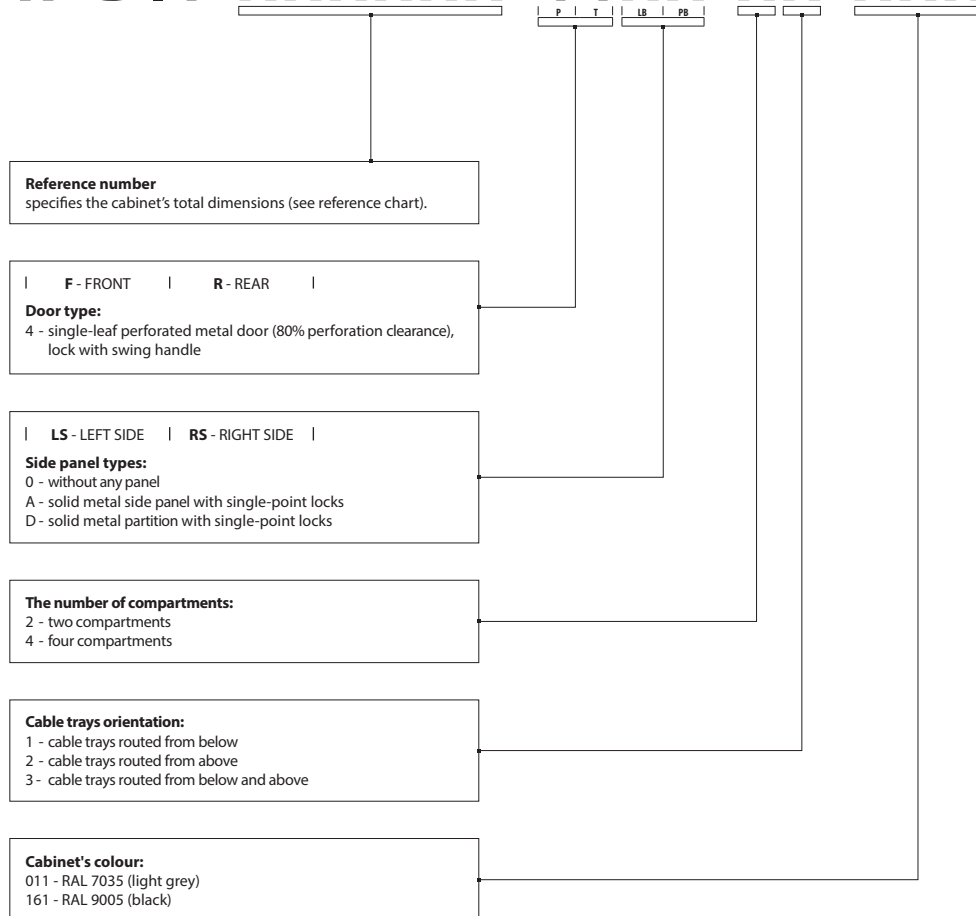 P T LB PB
Reference number
specifies the cabinet's total dimensions (see reference chart).
F - FRONT R - REAR
Door type:
4 - single-leaf perforated metal door (80% perforation clearance),
lock with swing handle
LS - LEFT SIDE RS - RIGHT SIDE
Side panel types:
0 - without any panel
A - solid metal side panel with single-point locks
D - solid metal partition with single-point locks
The number of compartments:
2 - two compartments
4 - four compartments
Cable trays orientation:
1 - cable trays routed from below
2 - cable trays routed from above
3 - cable trays routed from below and above
Cabinet's colour:
011 - RAL 7035 (light grey)
161 - RAL 9005 (black)